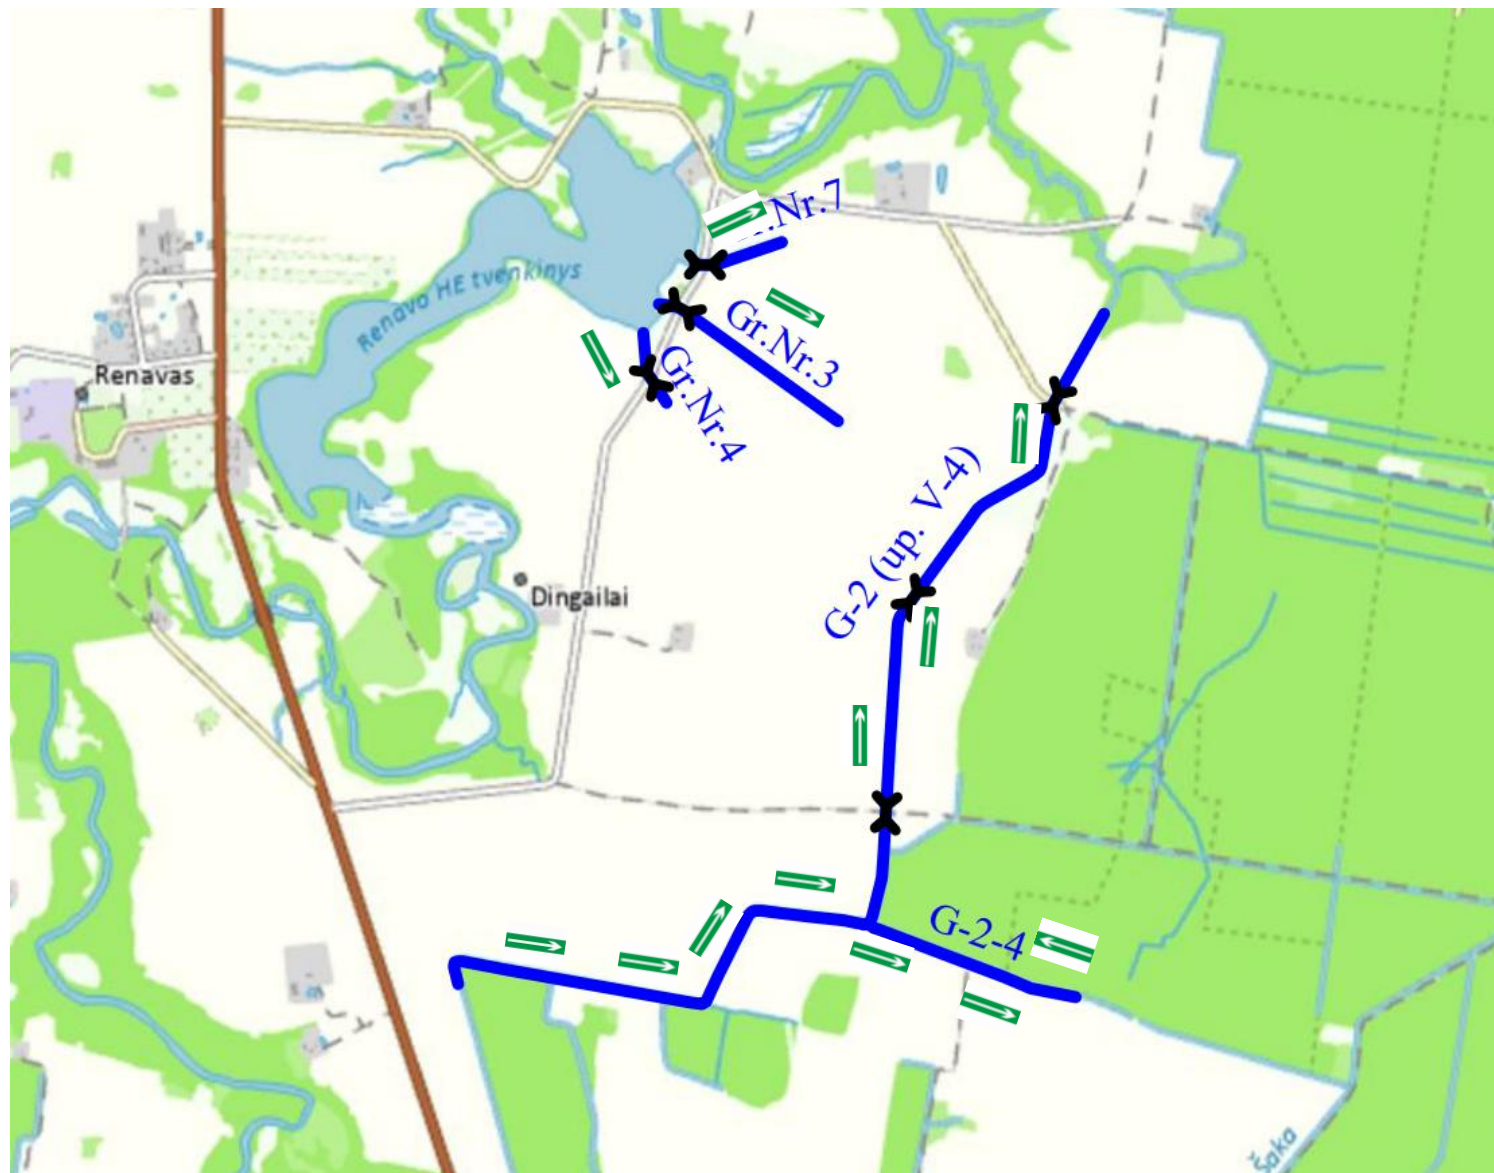 .Nr.7
Renavo HE tvenkinys
Gr.Nr.3
Gr.Nr.4
Renavas
G-2 (up. V-4)
Dingailai
G-2-4
Šaka